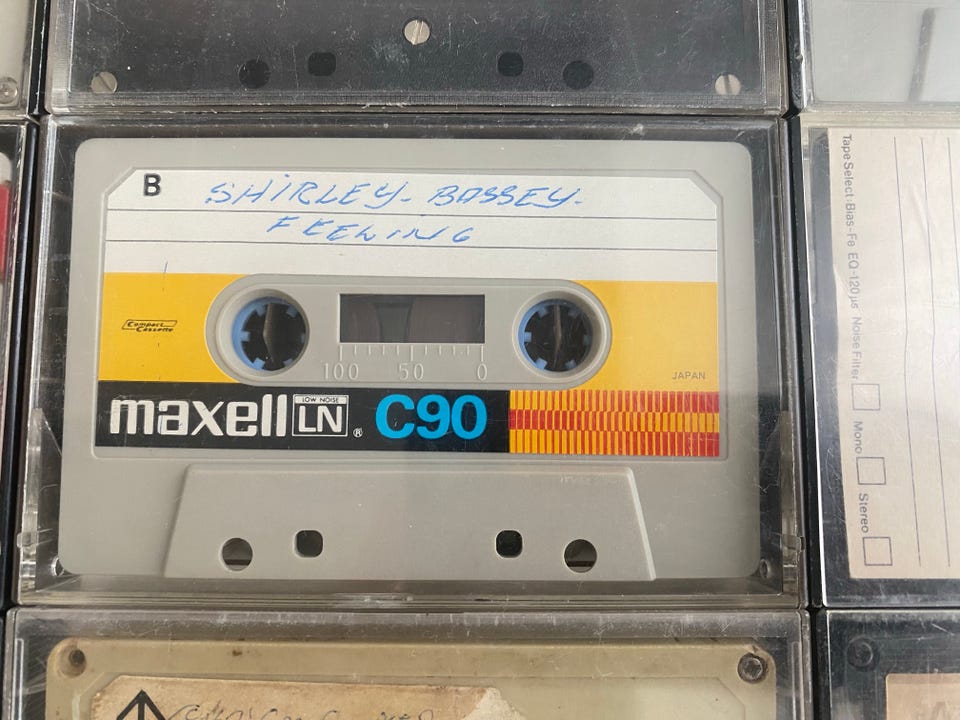 B SHIRLEY- BASSEY-
FEELING
Compact Cassette
100 50 0
JAPAN
maxell LOW NOISE LN ® C90
Tape Select: Bias-Fe EQ-120μs Noise Filter Mono Stereo